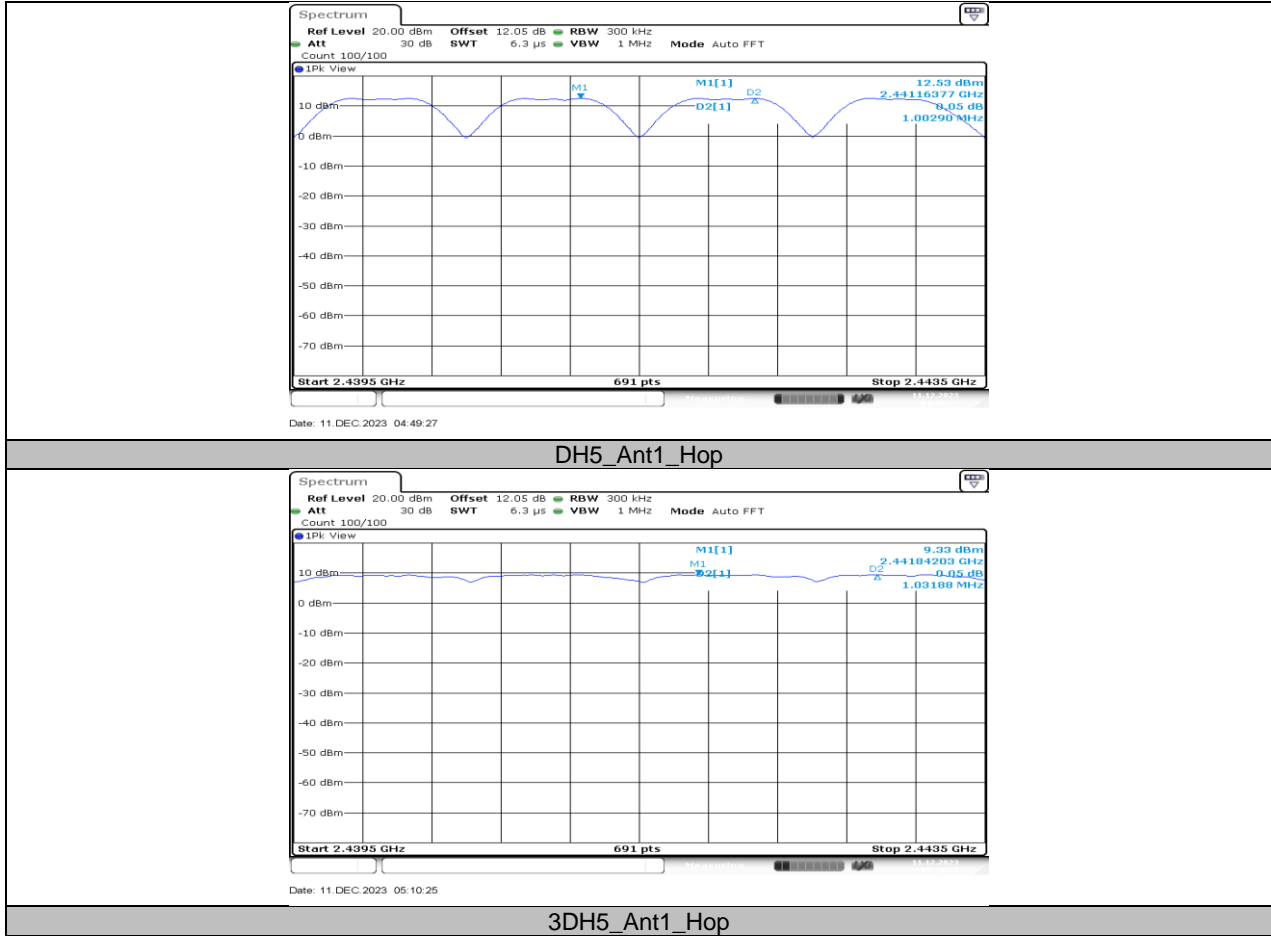 Spectrum
Ref Level 20.00 dBm Offset 12.05 dB RBW 300 kHz
Att 30 dB SWT 6.3 µs VBW 1 MHz Mode Auto FFT
Count 100/100
1Pk View
M1[1] 12.53 dBm
2.44116377 GHz
D2[1] 0.05 dB
1.00290 MHz
M1
D2
10 dBm
0 dBm
-10 dBm
-20 dBm
-30 dBm
-40 dBm
-50 dBm
-60 dBm
-70 dBm
Start 2.4395 GHz 691 pts Stop 2.4435 GHz
Date: 11.DEC.2023 04:49:27
DH5_Ant1_Hop
Spectrum
Ref Level 20.00 dBm Offset 12.05 dB RBW 300 kHz
Att 30 dB SWT 6.3 µs VBW 1 MHz Mode Auto FFT
Count 100/100
1Pk View
M1[1] 9.33 dBm
2.44184203 GHz
D2[1] 0.05 dB
1.03188 MHz
M1
D2
10 dBm
0 dBm
-10 dBm
-20 dBm
-30 dBm
-40 dBm
-50 dBm
-60 dBm
-70 dBm
Start 2.4395 GHz 691 pts Stop 2.4435 GHz
Date: 11.DEC.2023 05:10:25
3DH5_Ant1_Hop